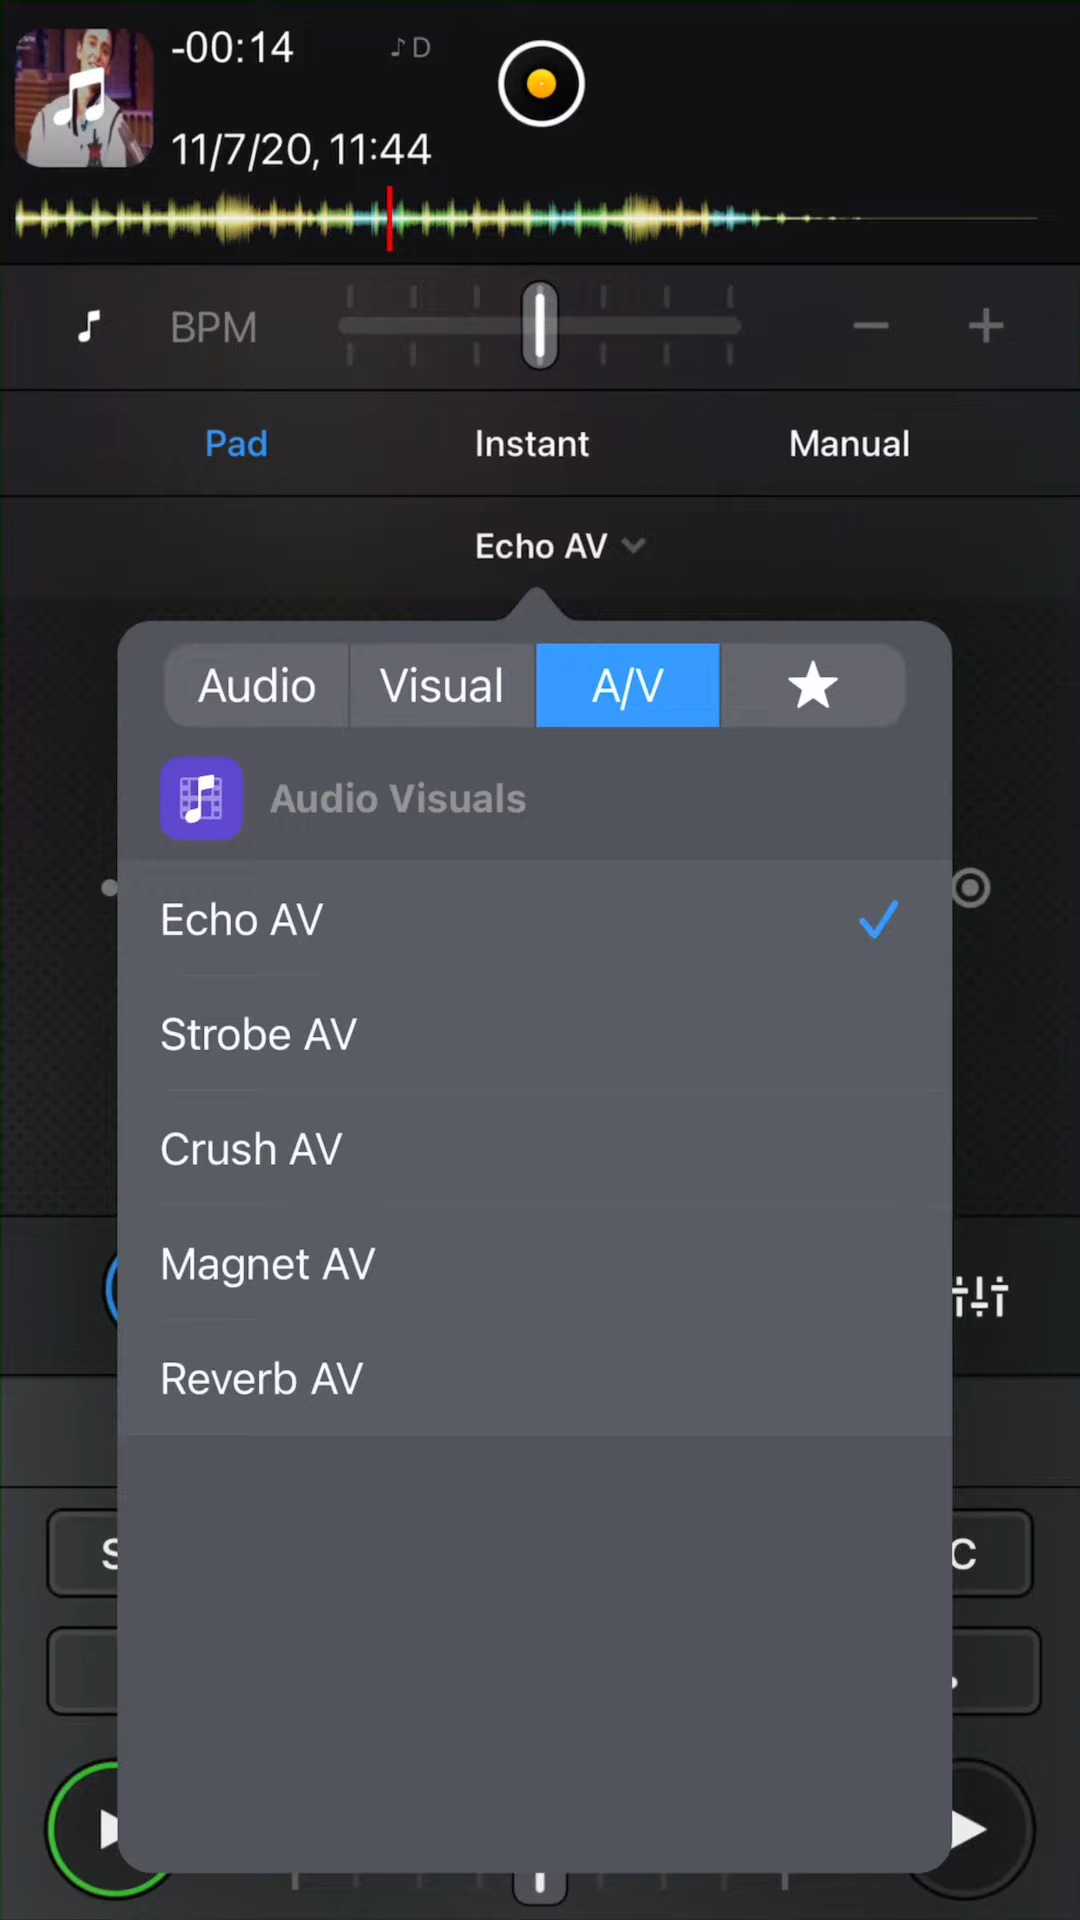 -00:14 ♪D
11/7/20, 11:44
BPM
Pad Instant Manual
Echo AV
Audio Visual A/V
Audio Visuals
Echo AV
Strobe AV
Crush AV
Magnet AV
Reverb AV
S C